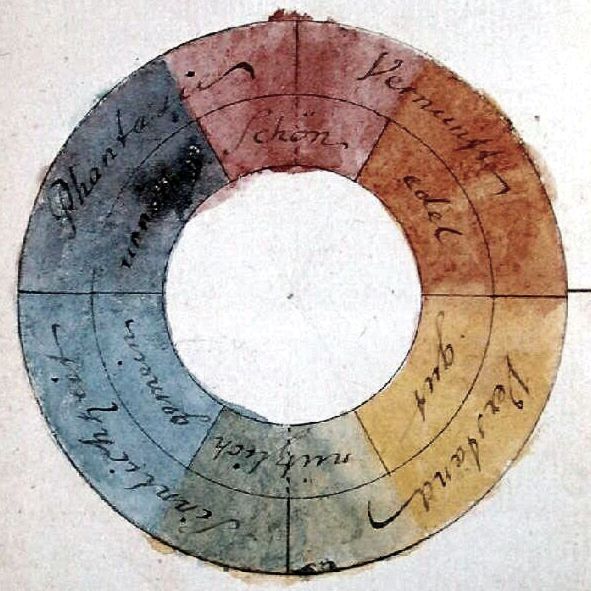 Phantasie
Vernunft
Verstand
Sinnlichkeit
Schön
edel
gut
nützlich
gemein